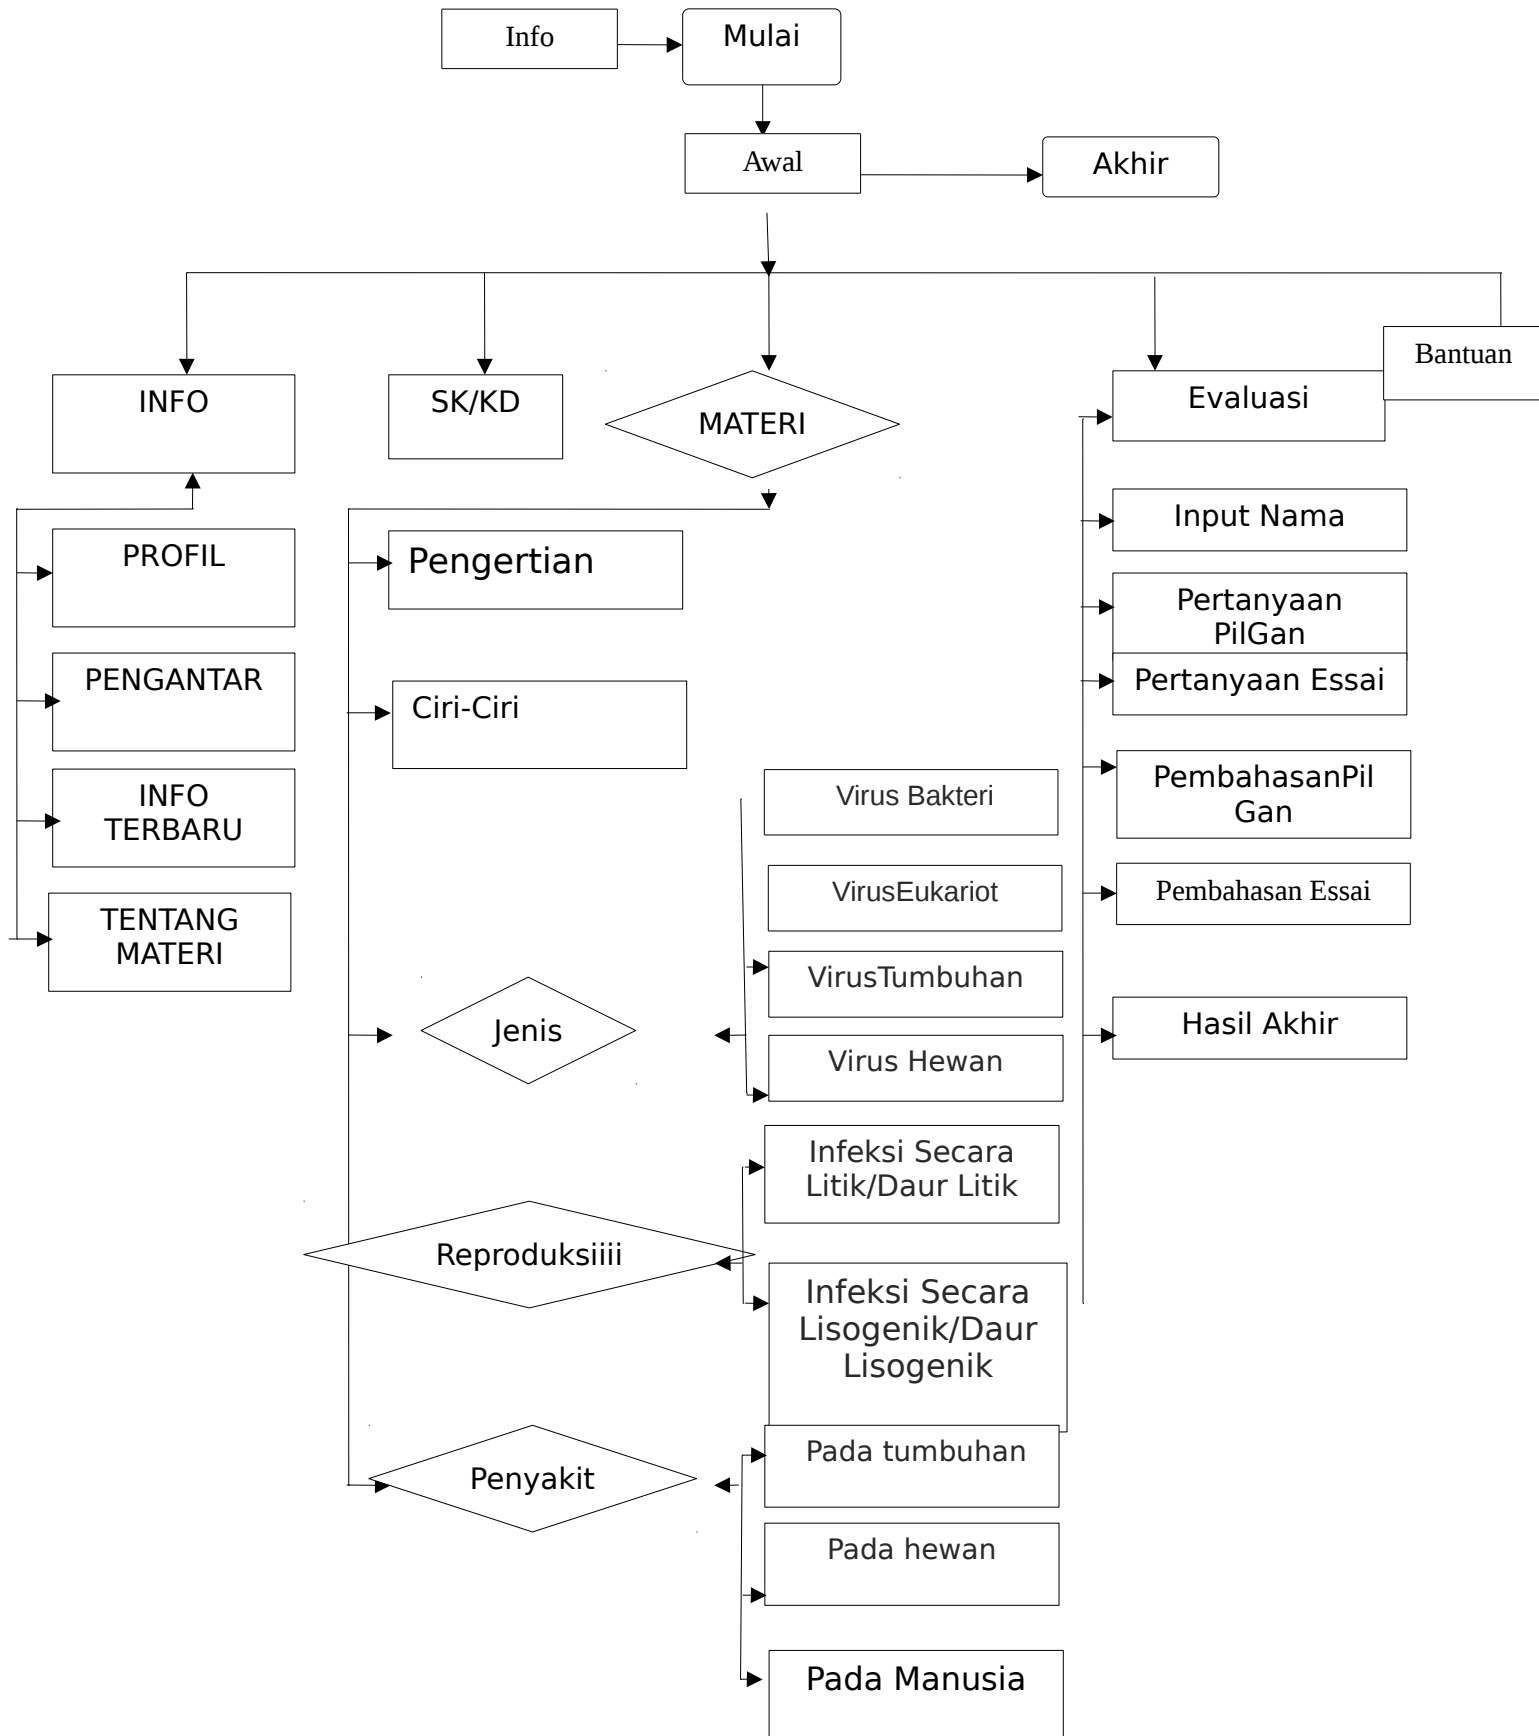 Info
Mulai
Awal
Akhir
Bantuan
INFO
SK/KD
MATERI
Evaluasi
PROFIL
Pengertian
Input Nama
Pertanyaan
PilGan
PENGANTAR
Ciri-Ciri
Pertanyaan Essai
INFO
TERBARU
Virus Bakteri
PembahasanPil
Gan
VirusEukariot
Pembahasan Essai
TENTANG
MATERI
VirusTumbuhan
Jenis
Virus Hewan
Hasil Akhir
Infeksi Secara
Litik/Daur Litik
Reproduksiiii
Infeksi Secara
Lisogenik/Daur
Lisogenik
Penyakit
Pada tumbuhan
Pada hewan
Pada Manusia